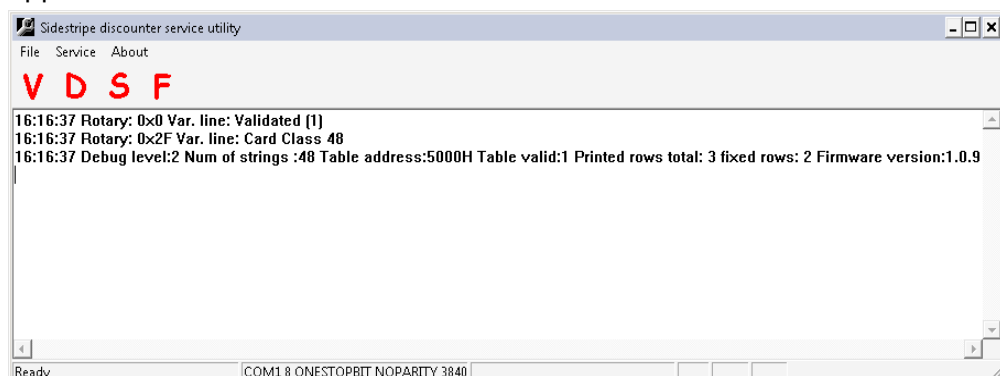 Sidestripe discounter service utility
File Service About
V D S F
16:16:37 Rotary: 0x0 Var. line: Validated (1)
16:16:37 Rotary: 0x2F Var. line: Card Class 48
16:16:37 Debug level:2 Num of strings :48 Table address:5000H Table valid:1 Printed rows total: 3 fixed rows: 2 Firmware version:1.0.9
Ready COM1 8 ONESTOPBIT NOPARITY 3840